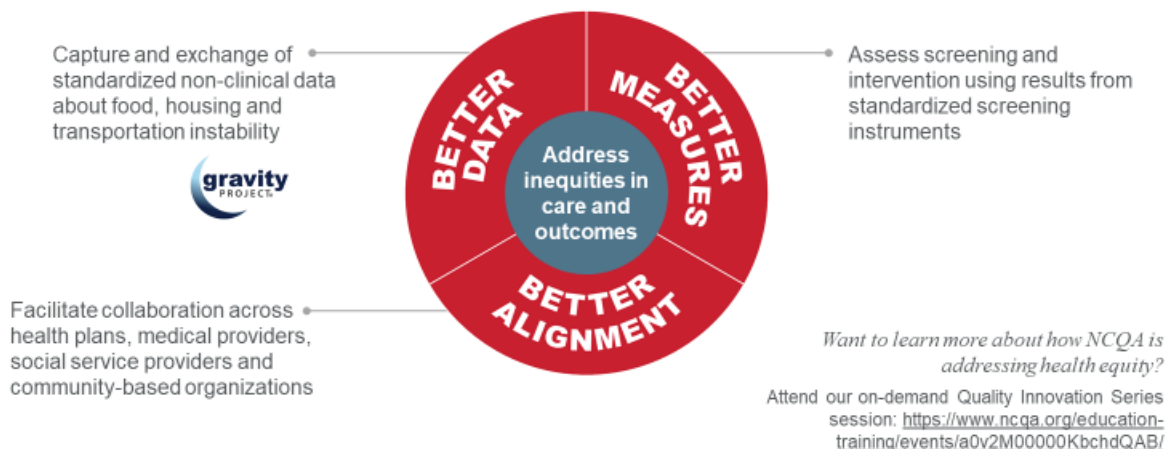 Capture and exchange of
standardized non-clinical data
about food, housing and
transportation instability
gravity
PROJECT
BETTER
DATA
BETTER
MEASURES
Address
inequities in
care and
outcomes
BETTER
ALIGNMENT
Assess screening and
intervention using results from
standardized screening
instruments
Facilitate collaboration across
health plans, medical providers,
social service providers and
community-based organizations
Want to learn more about how NCQA is
addressing health equity?
Attend our on-demand Quality Innovation Series
session: https://www.ncqa.org/education-
training/events/a0v2M00000KbchdQAB/